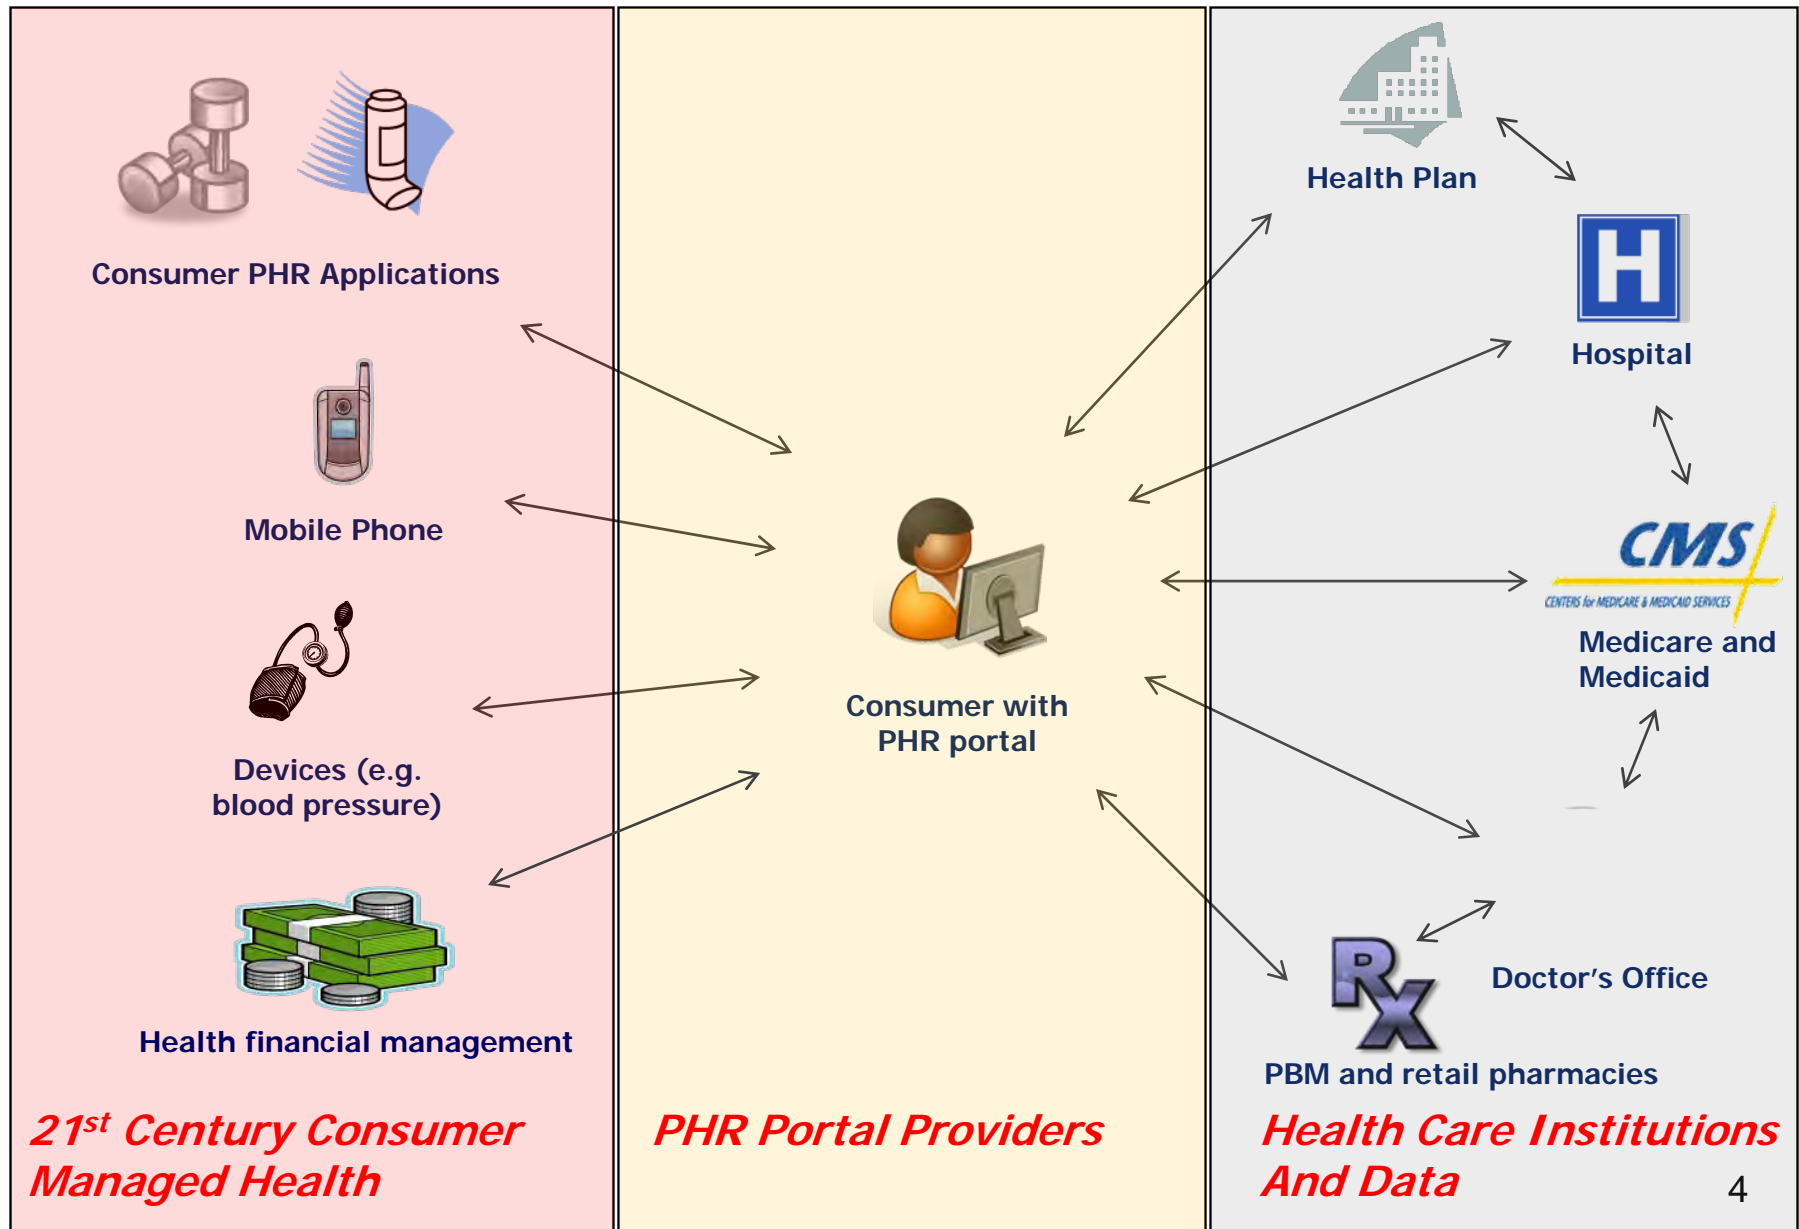 Consumer PHR Applications
Mobile Phone
Devices (e.g.
blood pressure)
Health financial management
21st Century Consumer
Managed Health
Consumer with
PHR portal
PHR Portal Providers
Health Plan
H
Hospital
CMS
CENTERS for MEDICARE & MEDICAID SERVICES
Medicare and
Medicaid
Doctor's Office
RX
PBM and retail pharmacies
Health Care Institutions
And Data
4